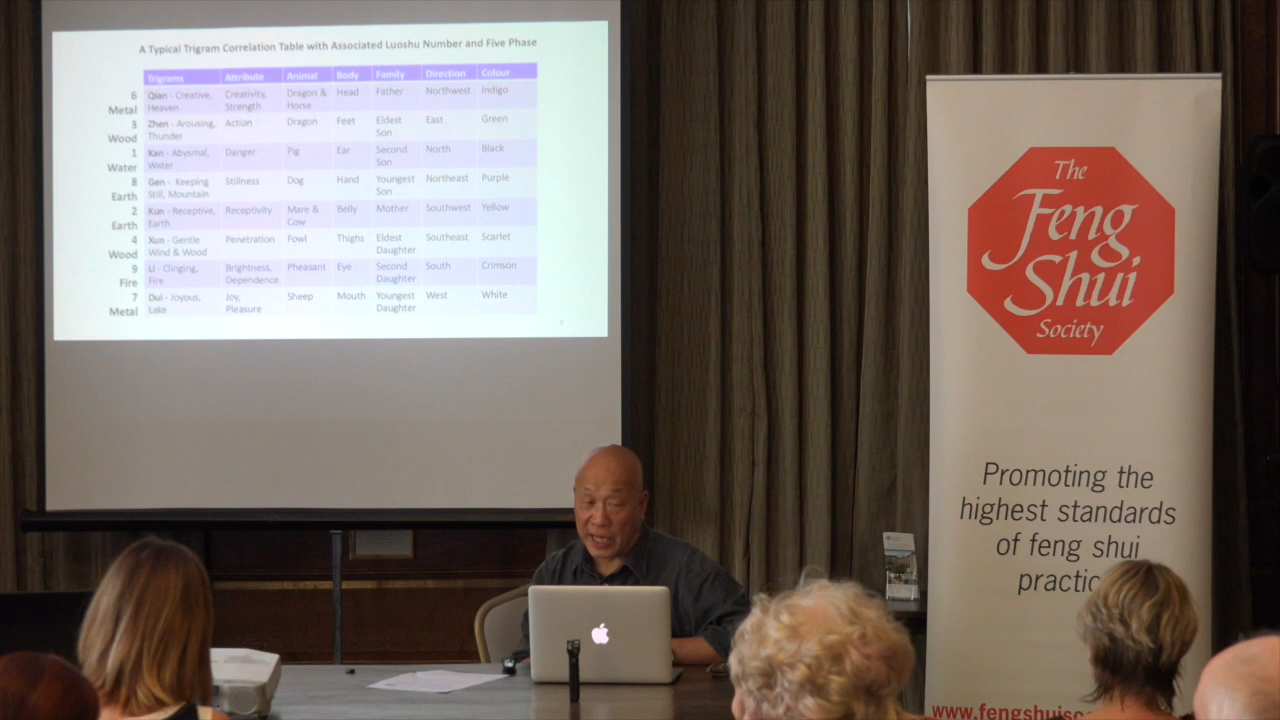 A Typical Trigram Correlation Table with Associated Luoshu Number and Five Phase
Trigrams Attribute Animal Body Family Direction Colour
6 Metal Qian - Creative, Heaven Creativity, Strength Dragon & Horse Head Father Northwest Indigo
3 Wood Zhen - Arousing, Thunder Action Dragon Feet Eldest Son East Green
1 Water Kan - Abysmal, Water Danger Pig Ear Second Son North Black
8 Earth Gen - Keeping Still, Mountain Stillness Dog Hand Youngest Son Northeast Purple
2 Earth Kun - Receptive, Earth Receptivity Mare & Cow Belly Mother Southwest Yellow
4 Wood Xun - Gentle Wind & Wood Penetration Fowl Thighs Eldest Daughter Southeast Scarlet
9 Fire Li - Clinging, Fire Brightness, Dependence Pheasant Eye Second Daughter South Crimson
7 Metal Dui - Joyous, Lake Joy, Pleasure Sheep Mouth Youngest Daughter West White
The
Feng
Shui
Society
Promoting the
highest standards
of feng shui
practic
www.fengshuisc